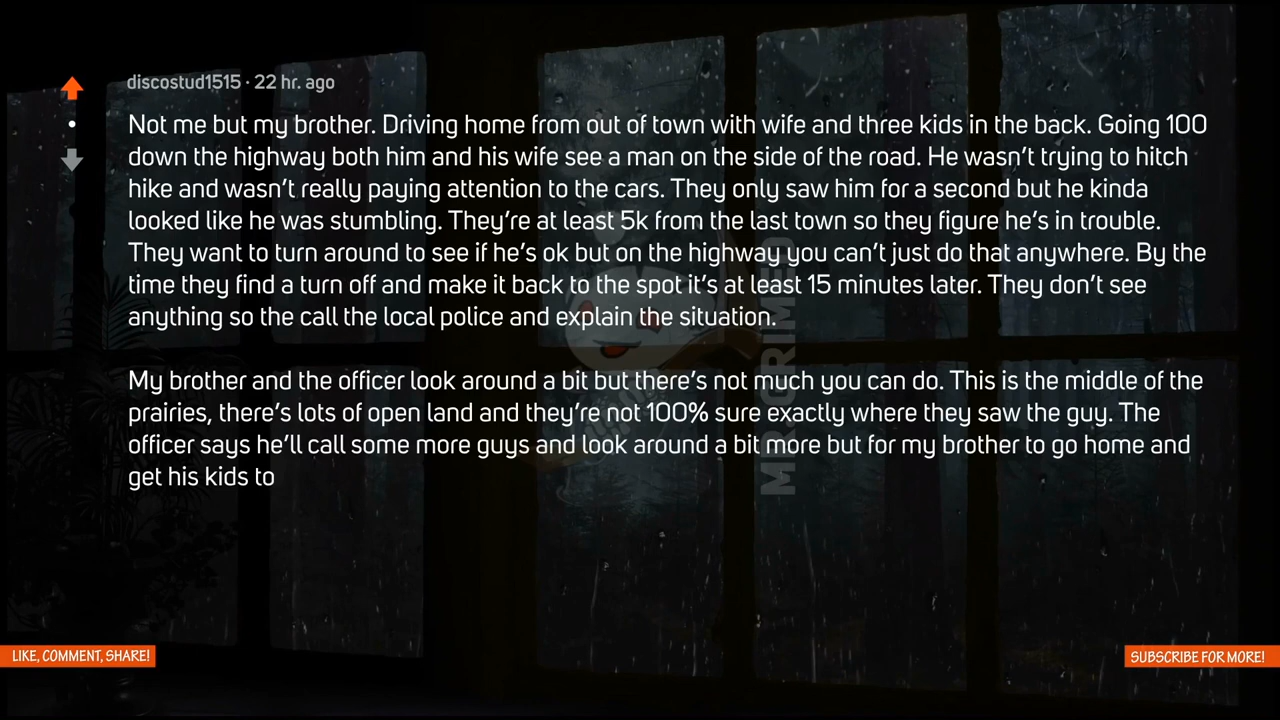 discostud1515 · 22 hr. ago
Not me but my brother. Driving home from out of town with wife and three kids in the back. Going 100
down the highway both him and his wife see a man on the side of the road. He wasn't trying to hitch
hike and wasn't really paying attention to the cars. They only saw him for a second but he kinda
looked like he was stumbling. They're at least 5k from the last town so they figure he's in trouble.
They want to turn around to see if he's ok but on the highway you can't just do that anywhere. By the
time they find a turn off and make it back to the spot it's at least 15 minutes later. They don't see
anything so the call the local police and explain the situation.
My brother and the officer look around a bit but there's not much you can do. This is the middle of the
prairies, there's lots of open land and they're not 100% sure exactly where they saw the guy. The
officer says he'll call some more guys and look around a bit more but for my brother to go home and
get his kids to
LIKE, COMMENT, SHARE!
SUBSCRIBE FOR MORE!